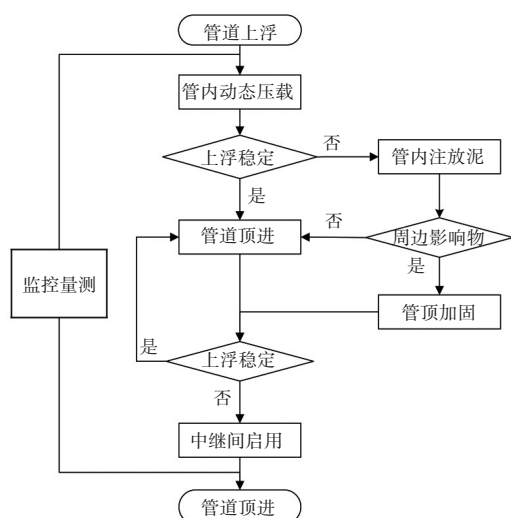 管道上浮
管内动态压载
上浮稳定
否
管内注放泥
是
管道顶进
否
周边影响物
是
监控量测
管顶加固
是
上浮稳定
否
中继间启用
管道顶进